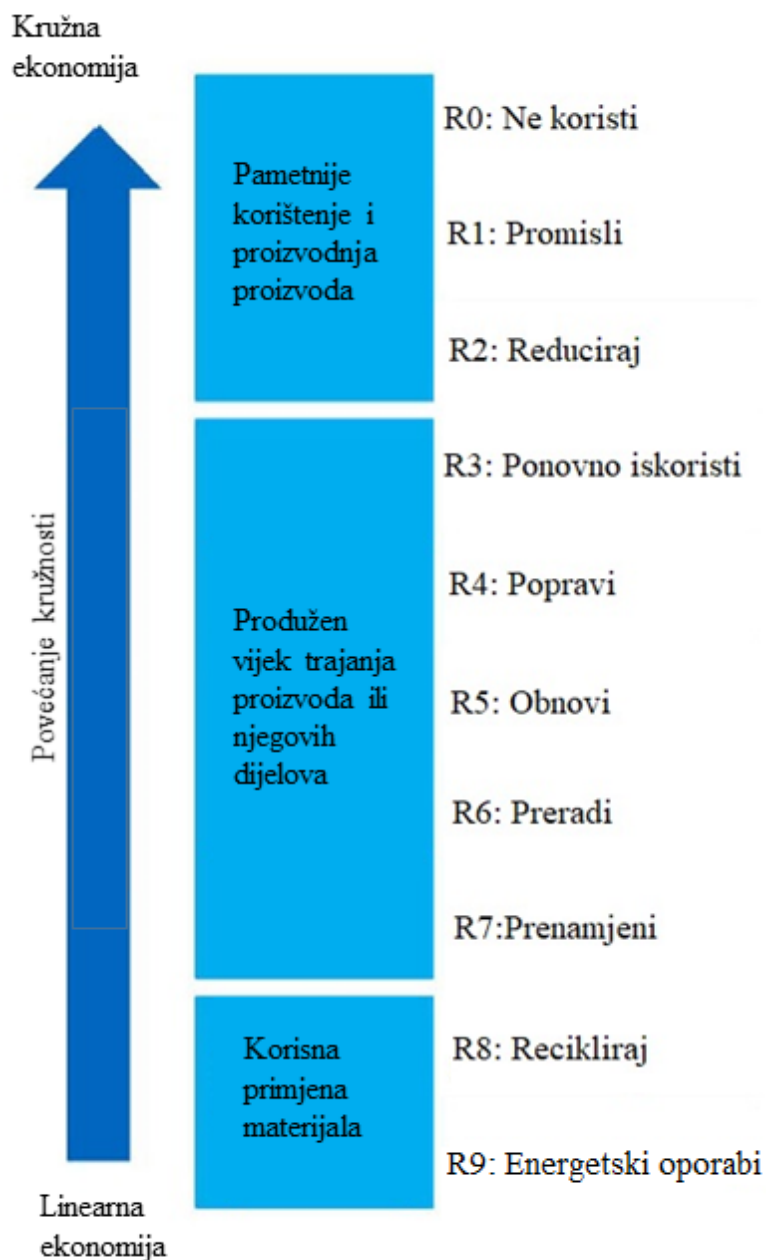 Kružna
ekonomija
Pametnije
korištenje i
proizvodnja
proizvoda
R0: Ne koristi
R1: Promisli
R2: Reduciraj
Povećanje kružnosti
Produžen
vijek trajanja
proizvoda ili
njegovih
dijelova
R3: Ponovno iskoristi
R4: Popravi
R5: Obnovi
R6: Preradi
R7:Prenamjeni
Korisna
primjena
materijala
R8: Recikliraj
R9: Energetski oporabi
Linearna
ekonomija